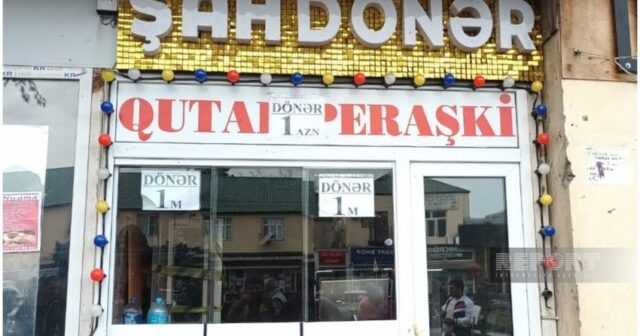 ŞAHDÖNƏR
QUTAB PERAŞKİ
DÖNƏR
1 AZN
DÖNƏR
1 M
DÖNƏR
1 M
REPORT